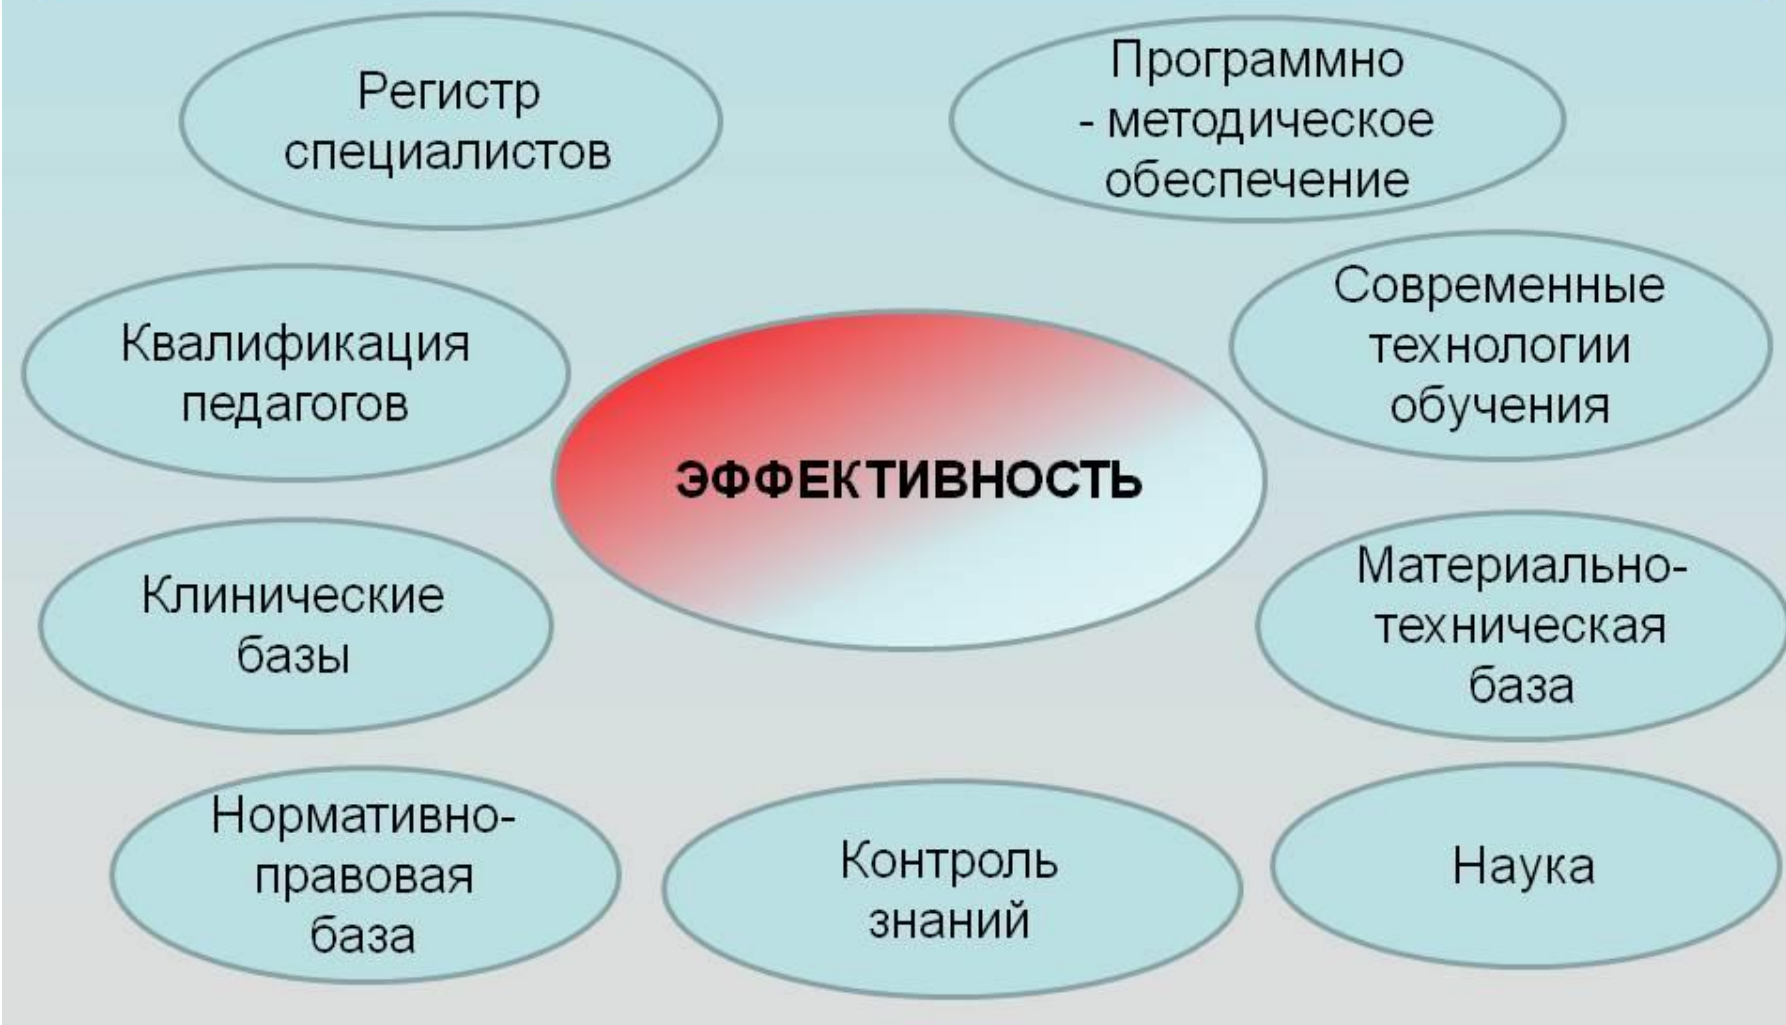 Регистр
специалистов
Программно
- методическое
обеспечение
Квалификация
педагогов
Современные
технологии
обучения
ЭФФЕКТИВНОСТЬ
Клинические
базы
Материально-
техническая
база
Нормативно-
правовая
база
Контроль
знаний
Наука